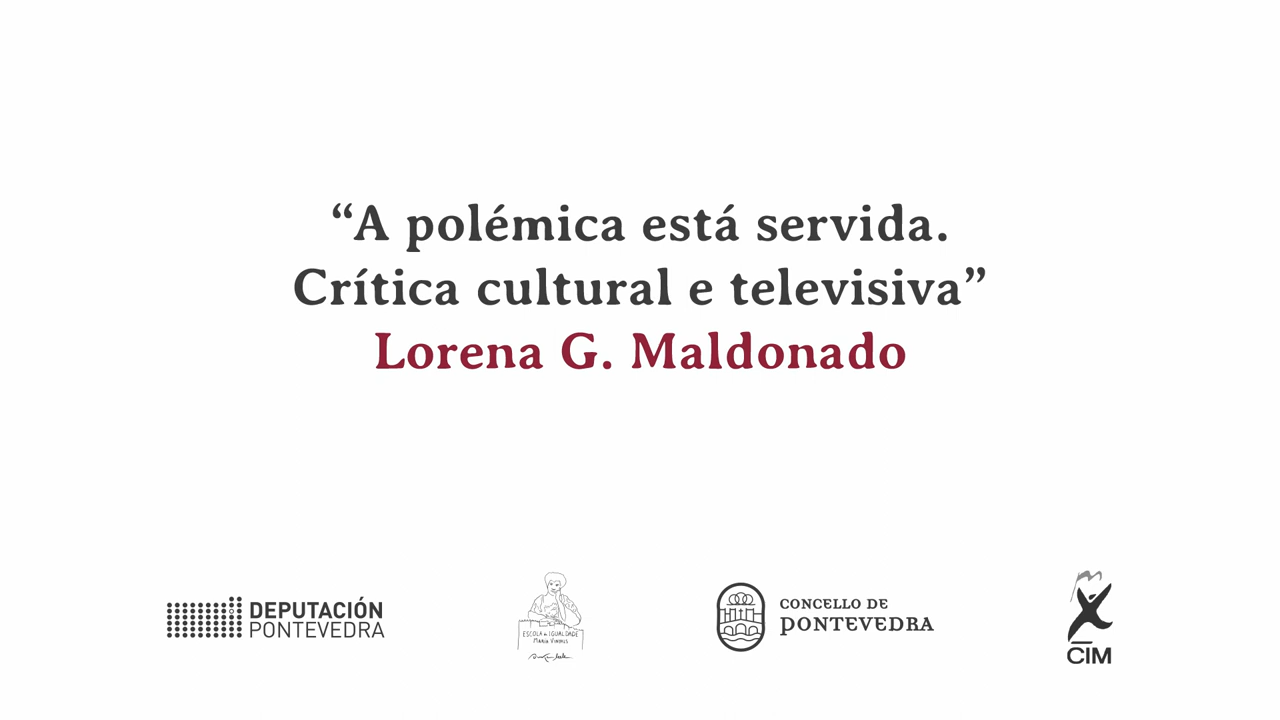 “A polémica está servida.
Crítica cultural e televisiva”
Lorena G. Maldonado
DEPUTACIÓN
PONTEVEDRA
ESCOLA de IGUALDADE
María Vinyals
CONCELLO DE
PONTEVEDRA
CIM